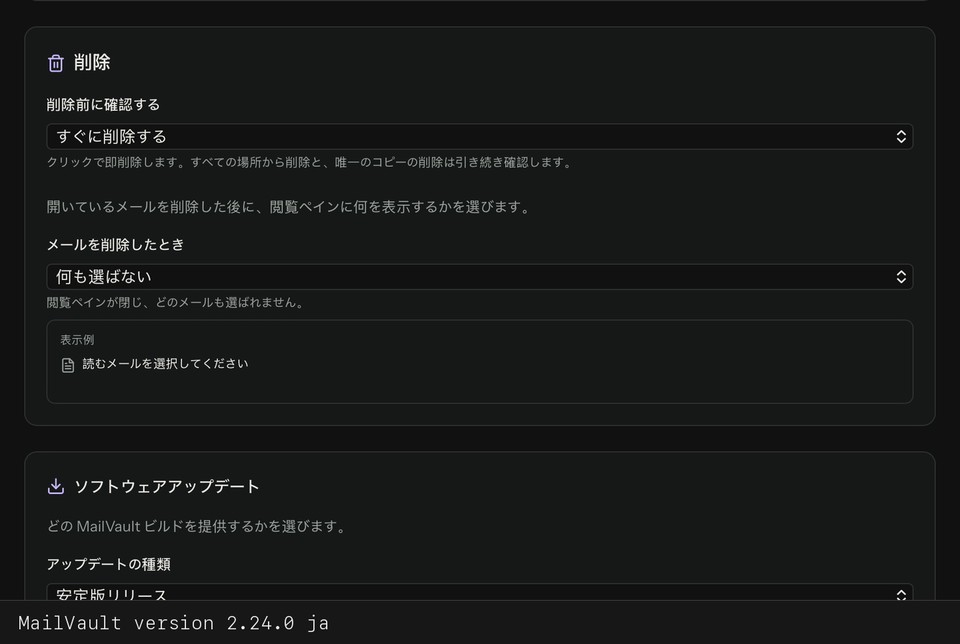 削除
削除前に確認する
すぐに削除する
クリックで即削除します。すべての場所から削除と、唯一のコピーの削除は引き続き確認します。
開いているメールを削除した後に、閲覧ペインに何を表示するかを選びます。
メールを削除したとき
何も選ばない
閲覧ペインが閉じ、どのメールも選ばれません。
表示例
読むメールを選択してください
ソフトウェアアップデート
どの MailVault ビルドを提供するかを選びます。
アップデートの種類
安定版リリース
MailVault version 2.24.0 ja